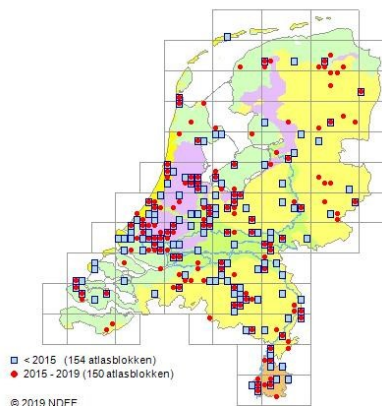 < 2015 (154 atlasblokken)
2015 - 2019 (150 atlasblokken)
© 2019 NDFF